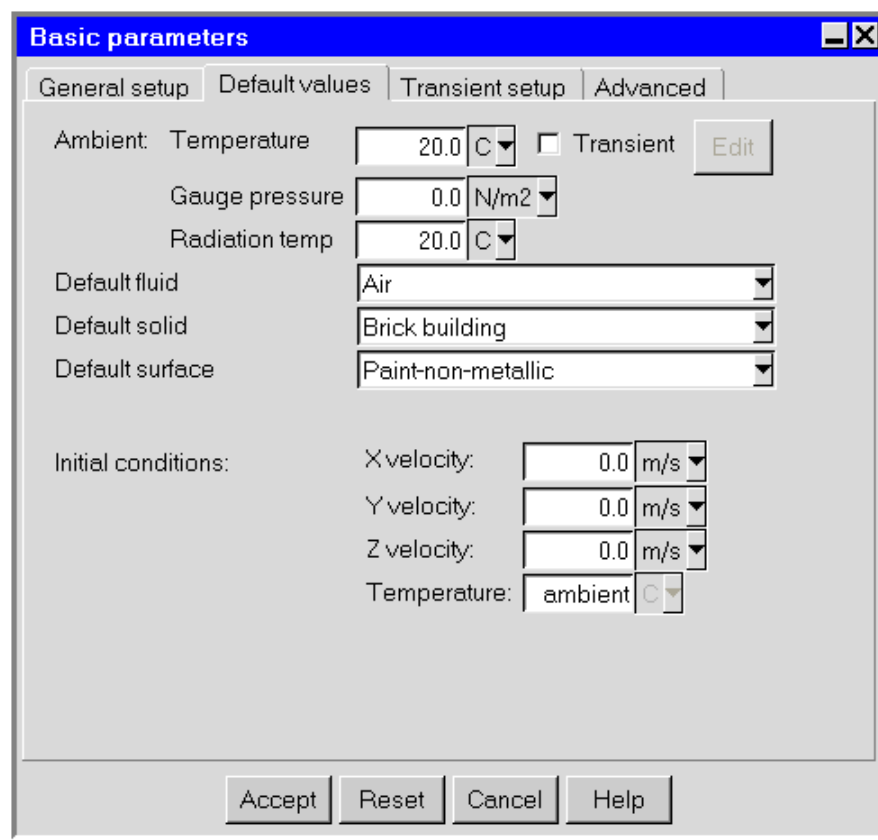 Basic parameters
General setup Default values Transient setup Advanced
Ambient: Temperature 20.0 C Transient Edit
Gauge pressure 0.0 N/m2
Radiation temp 20.0 C
Default fluid Air
Default solid Brick building
Default surface Paint-non-metallic
Initial conditions: X velocity: 0.0 m/s
Y velocity: 0.0 m/s
Z velocity: 0.0 m/s
Temperature: ambient C
Accept Reset Cancel Help